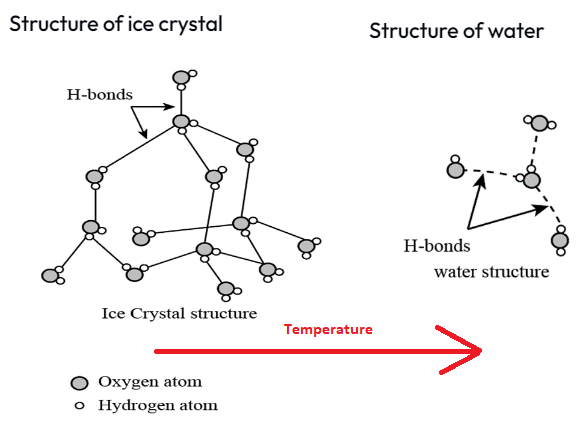 Structure of ice crystal
Structure of water
H-bonds
H-bonds
water structure
Ice Crystal structure
Temperature
Oxygen atom
Hydrogen atom